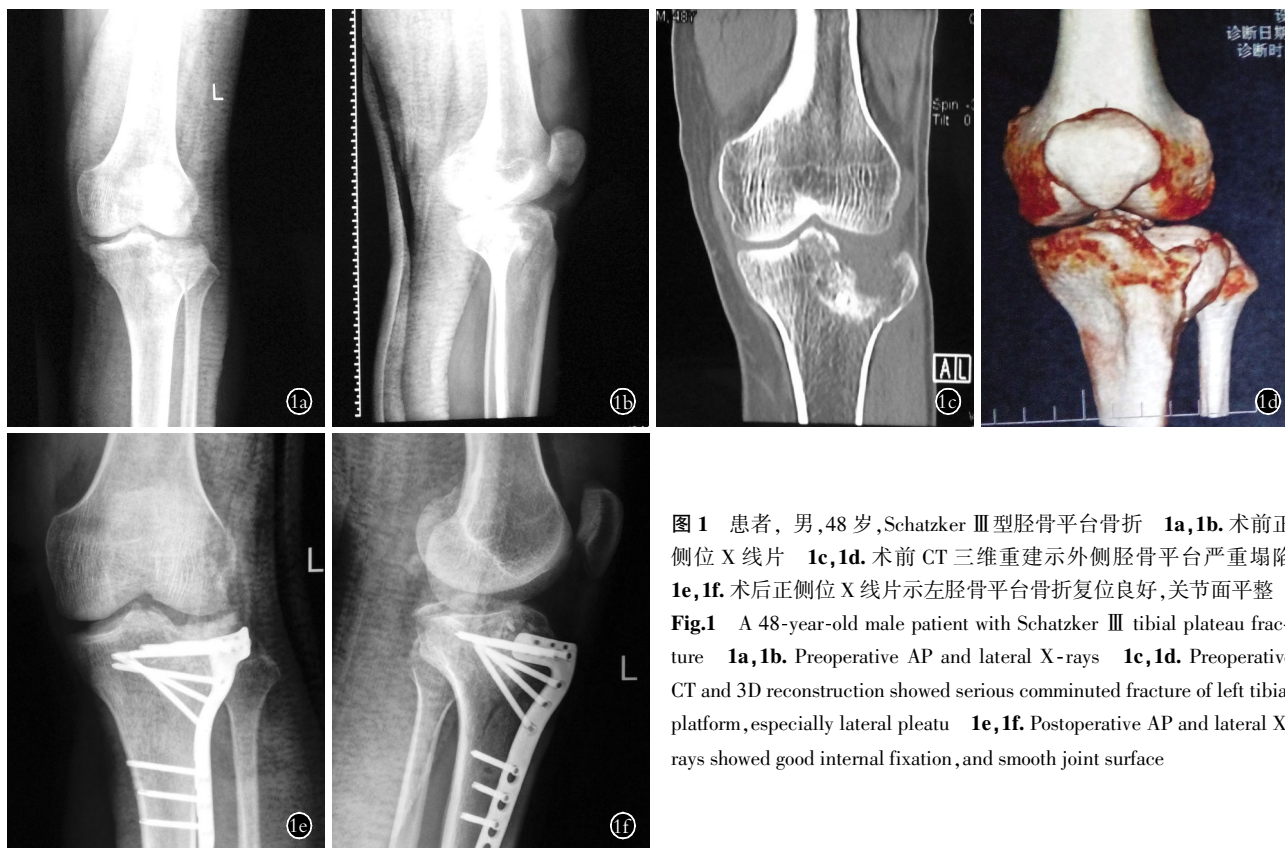 L
1a
1b
M, 48Y
Spin -
Tilt 0
AL
1c
诊断日期
诊断时
1d
L
1e
L
1f
图 1 患者, 男,48 岁,Schatzker Ⅲ型胫骨平台骨折 1a,1b. 术前正
侧位 X 线片 1c,1d. 术前 CT 三维重建示外侧胫骨平台严重塌陷
1e,1f. 术后正侧位 X 线片示左胫骨平台骨折复位良好,关节面平整
Fig.1 A 48-year-old male patient with Schatzker Ⅲ tibial plateau frac-
ture 1a,1b. Preoperative AP and lateral X-rays 1c,1d. Preoperative
CT and 3D reconstruction showed serious comminuted fracture of left tibia
platform,especially lateral pleatu 1e,1f. Postoperative AP and lateral X
rays showed good internal fixation,and smooth joint surface